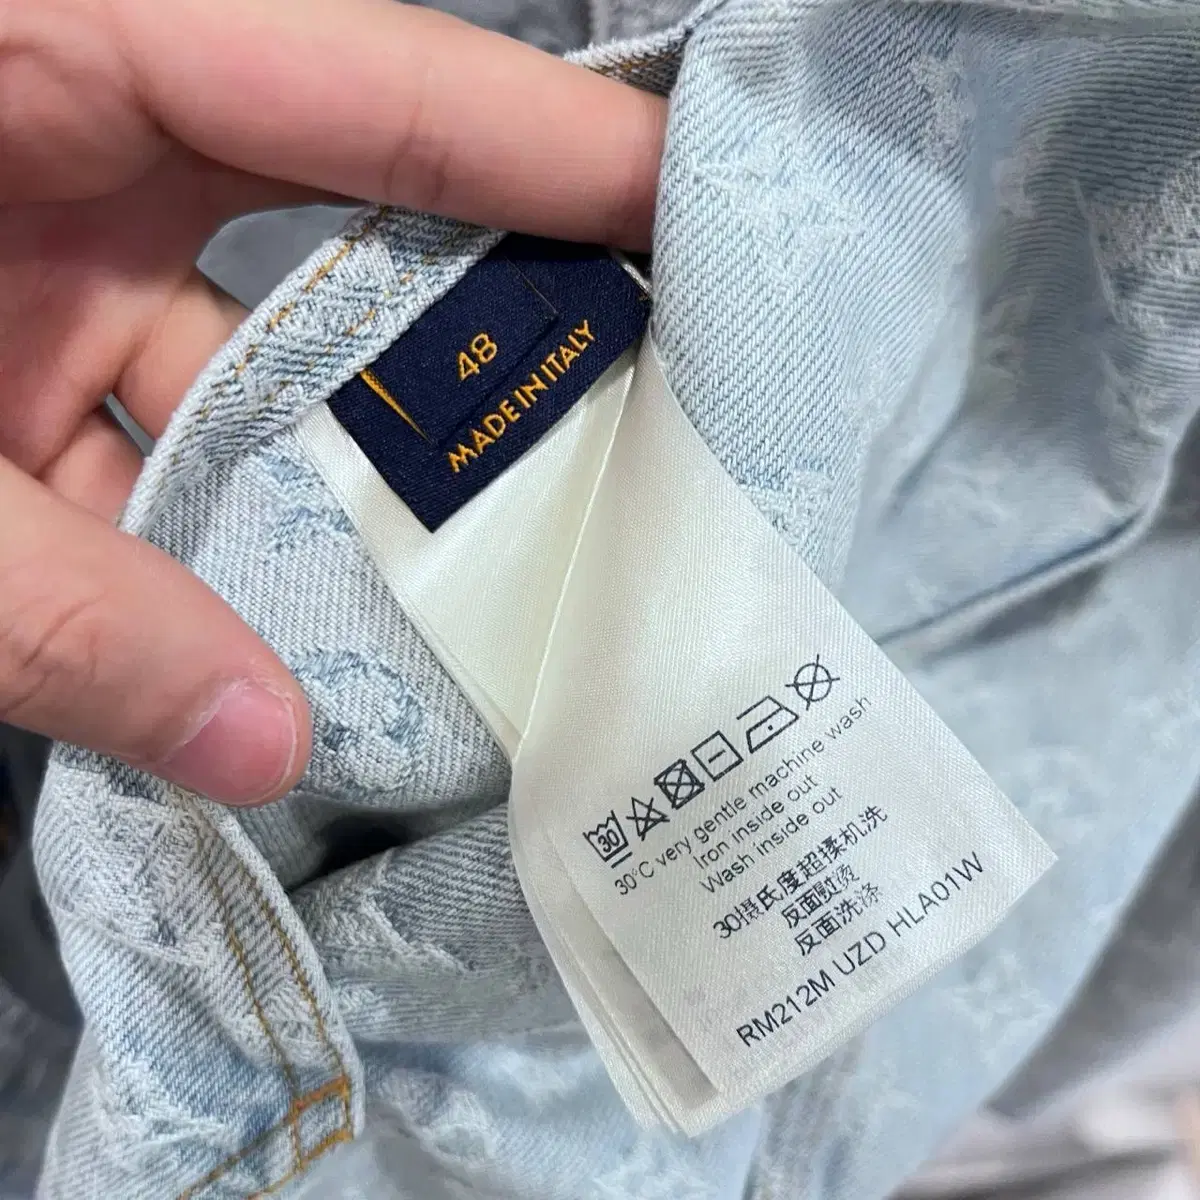 48
MADE IN ITALY
30
30°C very gentle machine wash
Iron inside out
Wash inside out
30摄氏度超揉机洗
反面熨烫
反面洗涤
RM212M UZD HLA01W